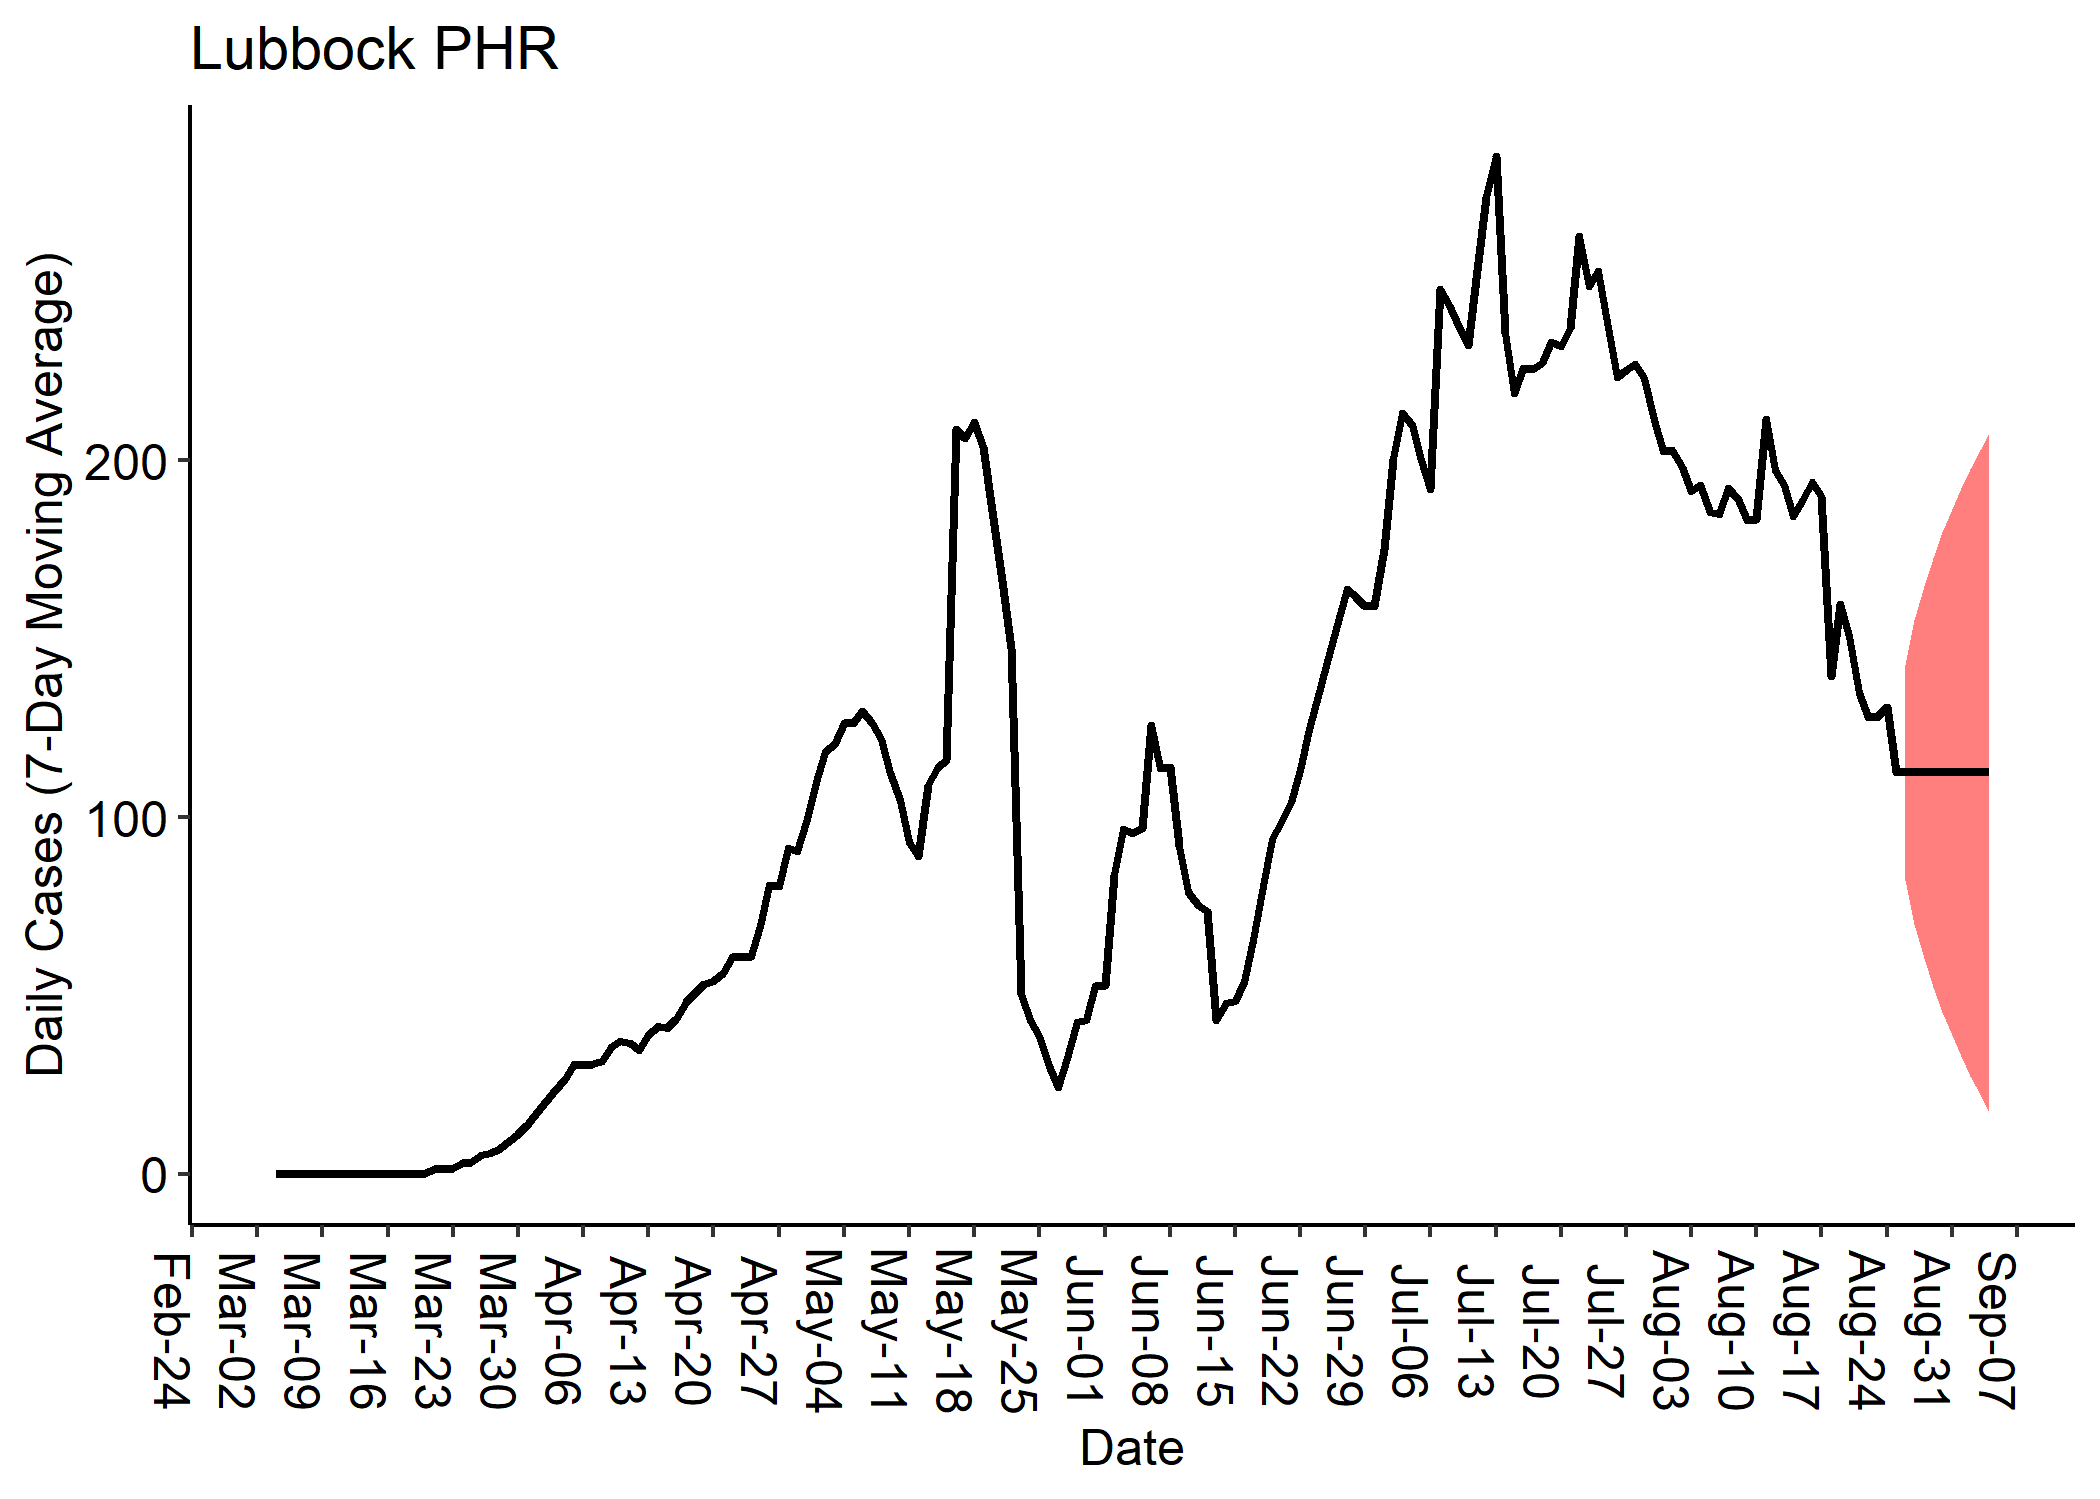 Lubbock PHR
Daily Cases (7-Day Moving Average)
200
100
0
Feb-24
Mar-02
Mar-09
Mar-16
Mar-23
Mar-30
Apr-06
Apr-13
Apr-20
Apr-27
May-04
May-11
May-18
May-25
Jun-01
Jun-08
Jun-15
Jun-22
Jun-29
Jul-06
Jul-13
Jul-20
Jul-27
Aug-03
Aug-10
Aug-17
Aug-24
Aug-31
Sep-07
Date